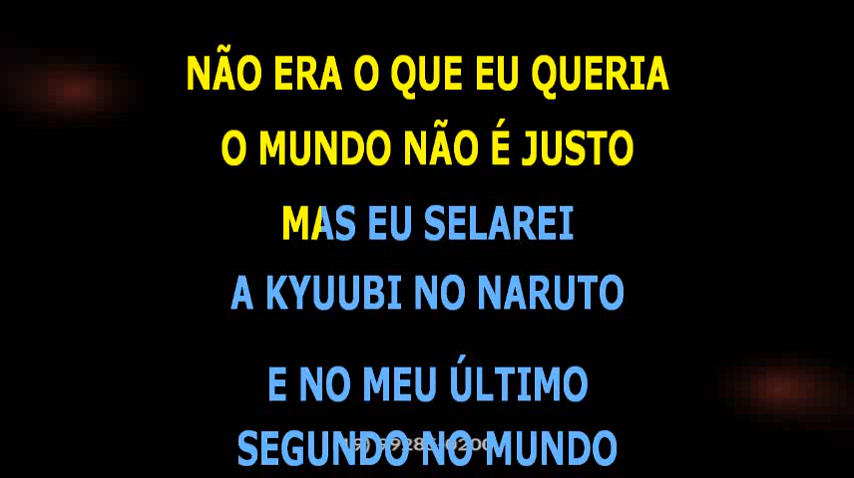 NÃO ERA O QUE EU QUERIA
O MUNDO NÃO É JUSTO
MAS EU SELAREI
A KYUUBI NO NARUTO
E NO MEU ÚLTIMO
SEGUNDO NO MUNDO